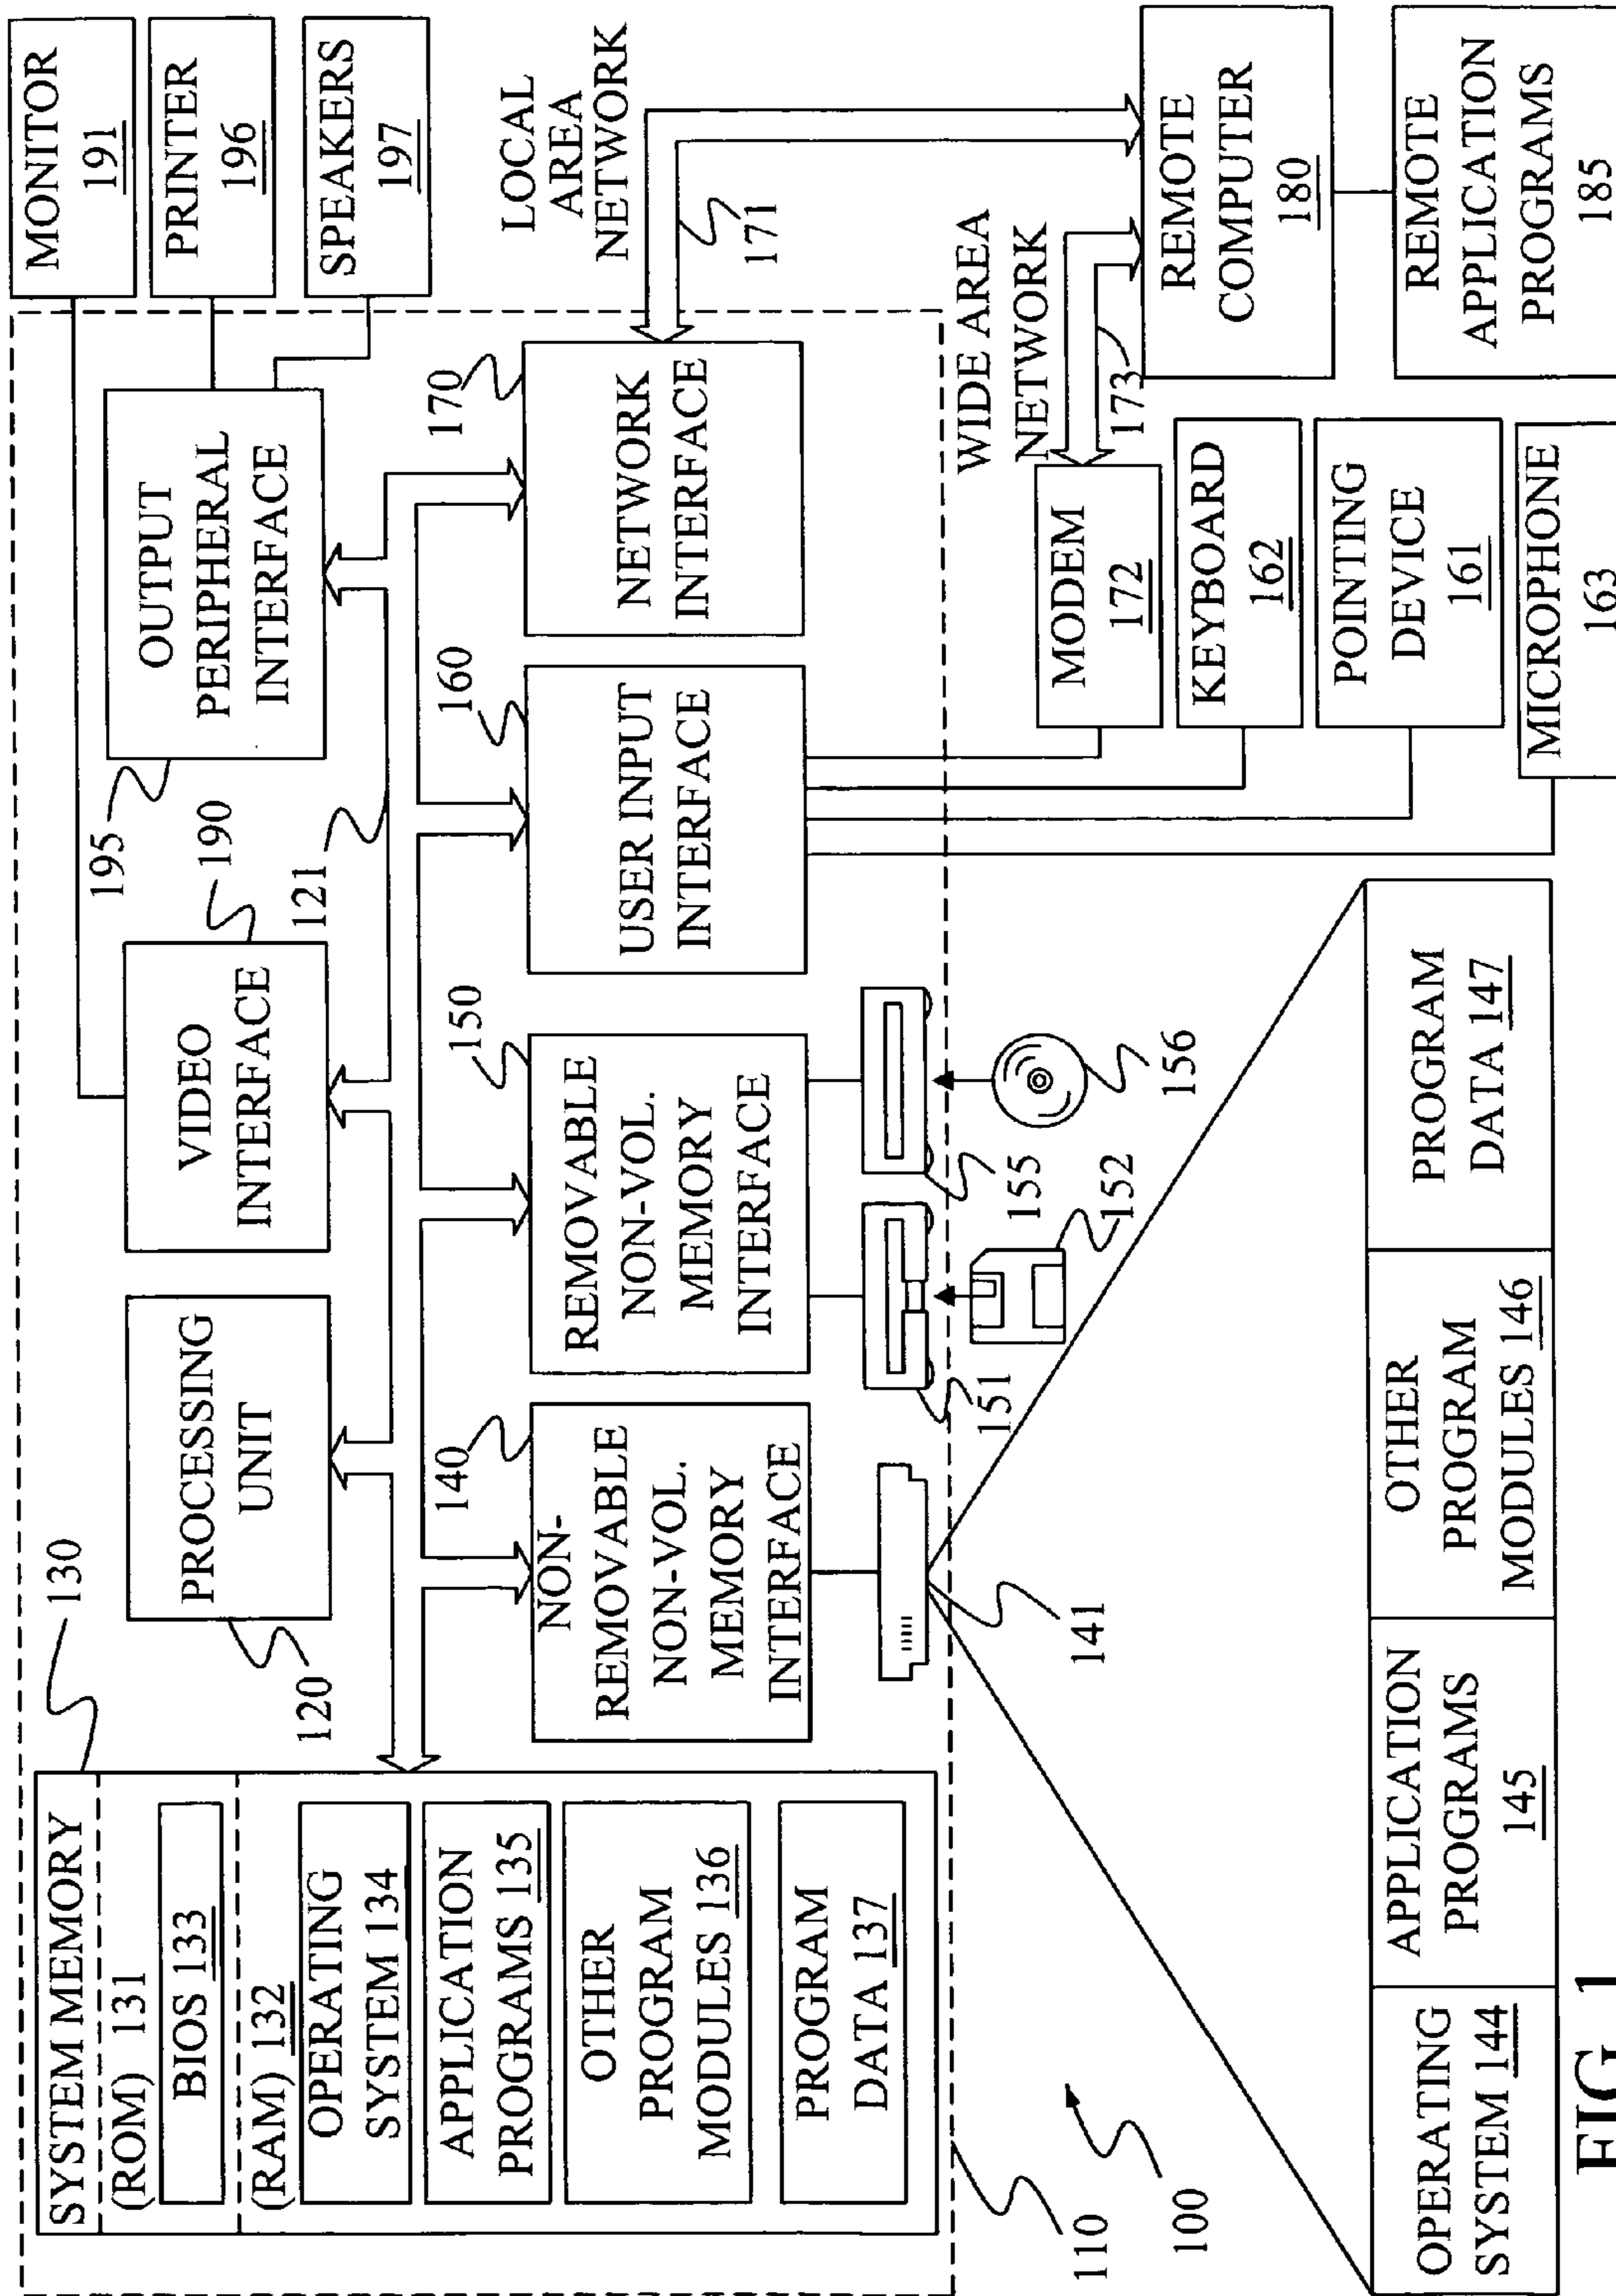 SYSTEM MEMORY
(ROM) 131
BIOS 133
(RAM) 132
OPERATING
SYSTEM 134
APPLICATION
PROGRAMS 135
OTHER
PROGRAM
MODULES 136
PROGRAM
DATA 137
130
PROCESSING
UNIT
120
VIDEO
INTERFACE
190
121
OUTPUT
PERIPHERAL
INTERFACE
195
MONITOR
191
PRINTER
196
SPEAKERS
197
NON-
REMOVABLE
NON-VOL.
MEMORY
INTERFACE
140
REMOVABLE
NON-VOL.
MEMORY
INTERFACE
150
USER INPUT
INTERFACE
160
NETWORK
INTERFACE
170
LOCAL
AREA
NETWORK
171
WIDE AREA
NETWORK
173
141
151
152
155
156
MODEM
172
KEYBOARD
162
POINTING
DEVICE
161
MICROPHONE
163
REMOTE
COMPUTER
180
REMOTE
APPLICATION
PROGRAMS
185
110
100
OPERATING
SYSTEM 144
APPLICATION
PROGRAMS
145
OTHER
PROGRAM
MODULES 146
PROGRAM
DATA 147
FIG. 1